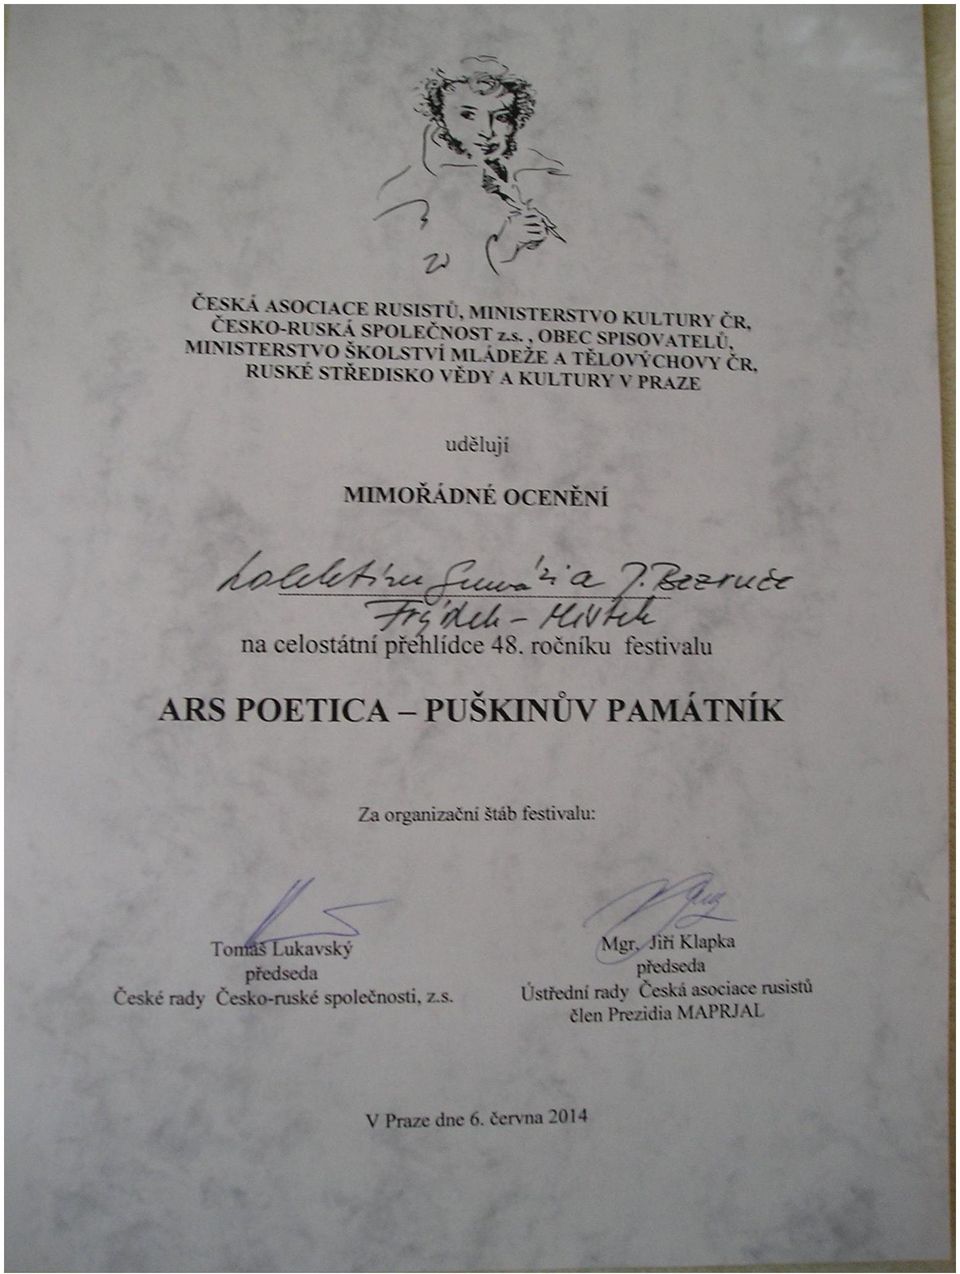 ČESKÁ ASOCIACE RUSISTŮ, MINISTERSTVO KULTURY ČR,
ČESKO-RUSKÁ SPOLEČNOST z.s. , OBEC SPISOVATELŮ,
MINISTERSTVO ŠKOLSTVÍ MLÁDEŽE A TĚLOVÝCHOVY ČR,
RUSKÉ STŘEDISKO VĚDY A KULTURY V PRAZE
udělují
MIMOŘÁDNÉ OCENĚNÍ
kolektivu Gymnázia P. Bezruče
Frýdek - Místek
na celostátní přehlídce 48. ročníku festivalu
ARS POETICA – PUŠKINŮV PAMÁTNÍK
Za organizační štáb festivalu:
Tomáš Lukavský
předseda
České rady Česko-ruské společnosti, z.s.
Mgr. Jiří Klapka
předseda
Ústřední rady Česká asociace rusistů
člen Prezidia MAPRJAL
V Praze dne 6. června 2014